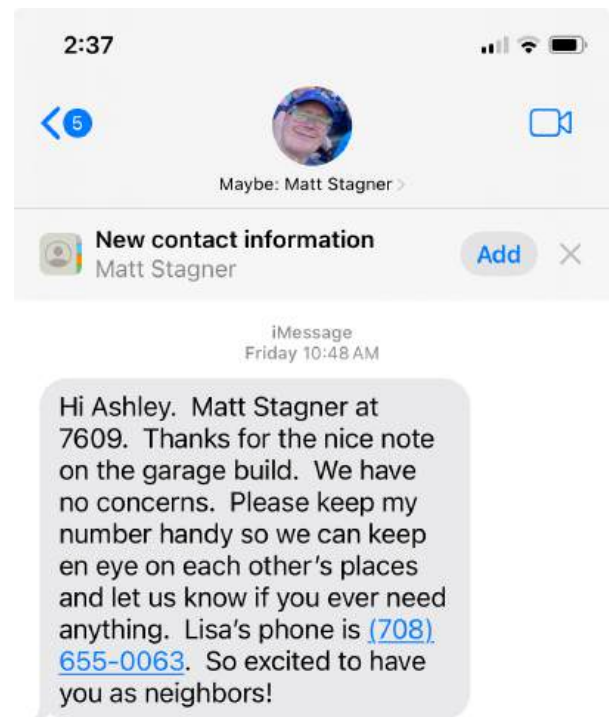 2:37
5
Maybe: Matt Stagner
New contact information
Matt Stagner
Add
iMessage
Friday 10:48 AM
Hi Ashley.  Matt Stagner at
7609.  Thanks for the nice note
on the garage build.  We have
no concerns.  Please keep my
number handy so we can keep
en eye on each other's places
and let us know if you ever need
anything.  Lisa's phone is (708)
655-0063.  So excited to have
you as neighbors!